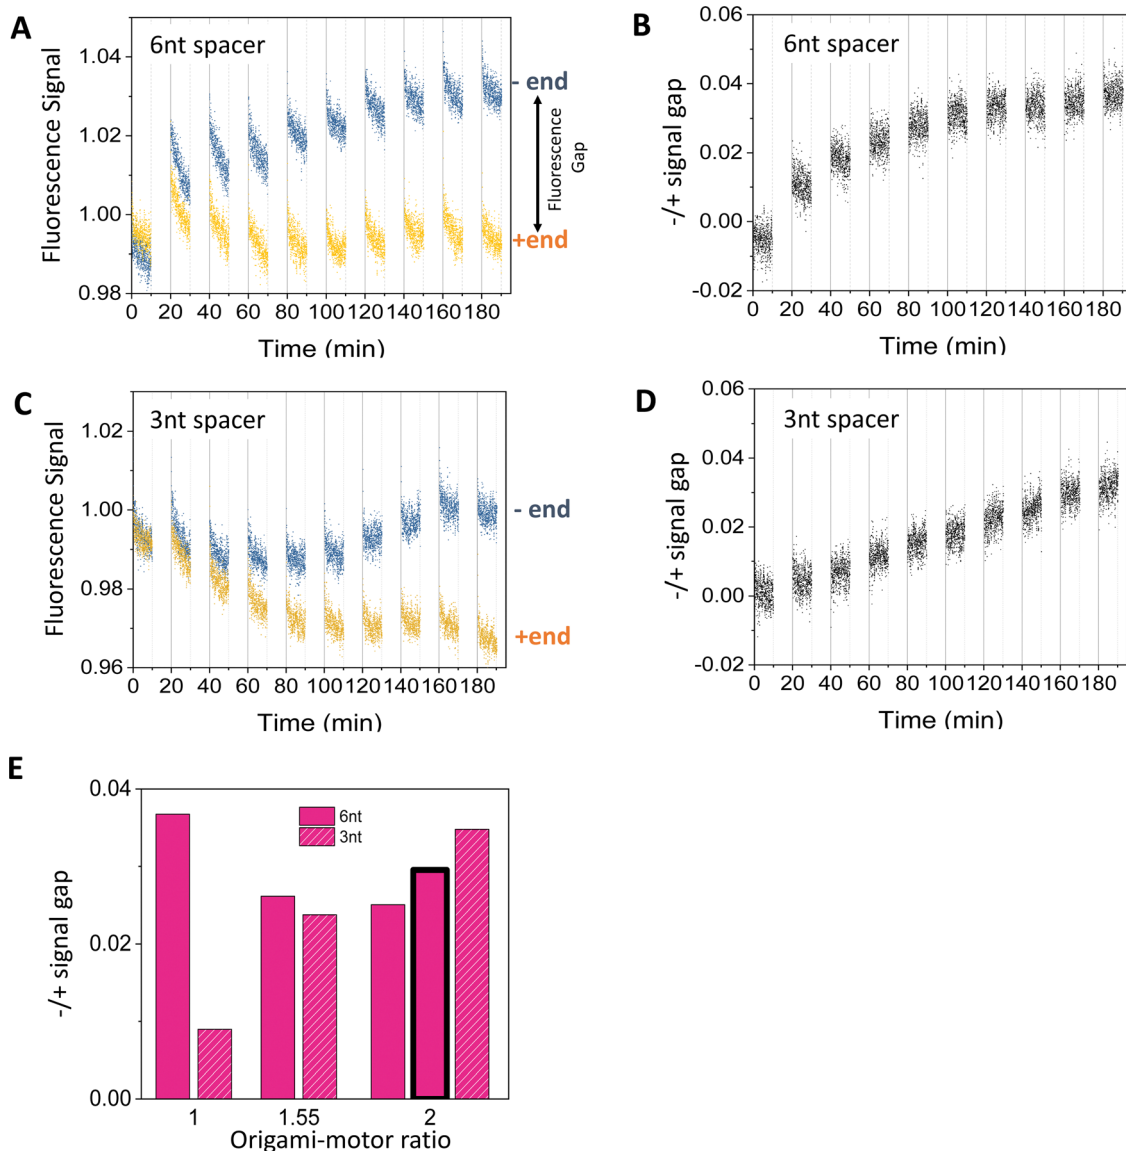 A
6nt spacer
Fluorescence Signal
1.04
1.02
1.00
0.98
0 20 40 60 80 100 120 140 160 180
Time (min)
- end
Fluorescence
Gap
+end
B
6nt spacer
-/+ signal gap
0.06
0.04
0.02
0.00
-0.02
0 20 40 60 80 100 120 140 160 180
Time (min)
C
3nt spacer
Fluorescence Signal
1.02
1.00
0.98
0.96
0 20 40 60 80 100 120 140 160 180
Time (min)
- end
+end
D
3nt spacer
-/+ signal gap
0.06
0.04
0.02
0.00
-0.02
0 20 40 60 80 100 120 140 160 180
Time (min)
E
-/+ signal gap
0.04
0.02
0.00
6nt
3nt
1 1.55 2
Origami-motor ratio